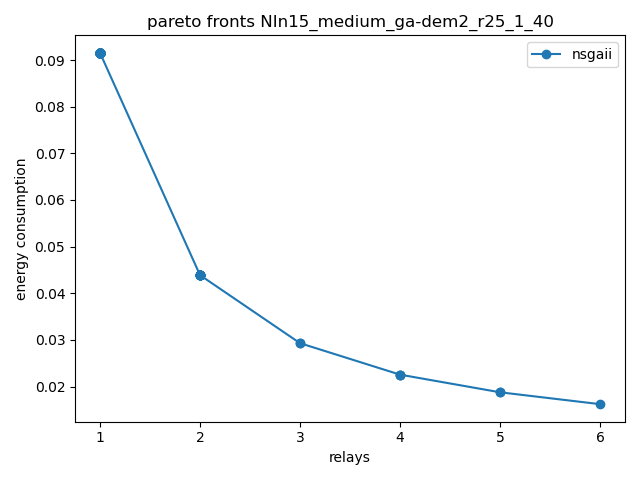 pareto fronts NIn15_medium_ga-dem2_r25_1_40
nsgaii
energy consumption
0.09
0.08
0.07
0.06
0.05
0.04
0.03
0.02
1 2 3 4 5 6
relays